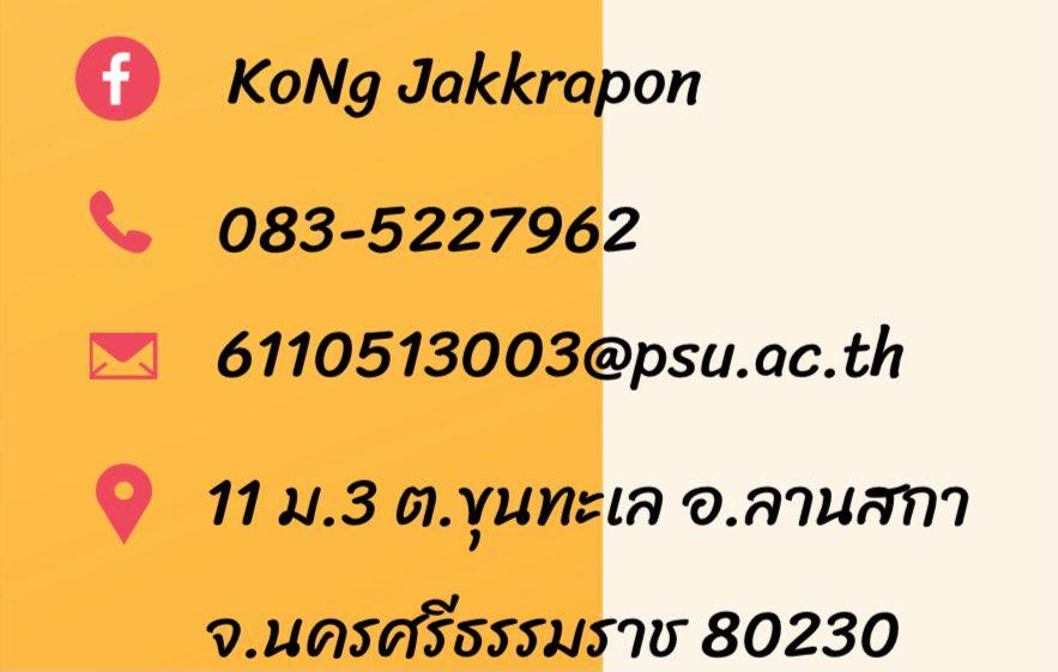 KoNg Jakkrapon
083-5227962
6110513003@psu.ac.th
11 ม.3 ต.ขุนทะเล อ.ลานสกา
จ.นครศรีธรรมราช 80230